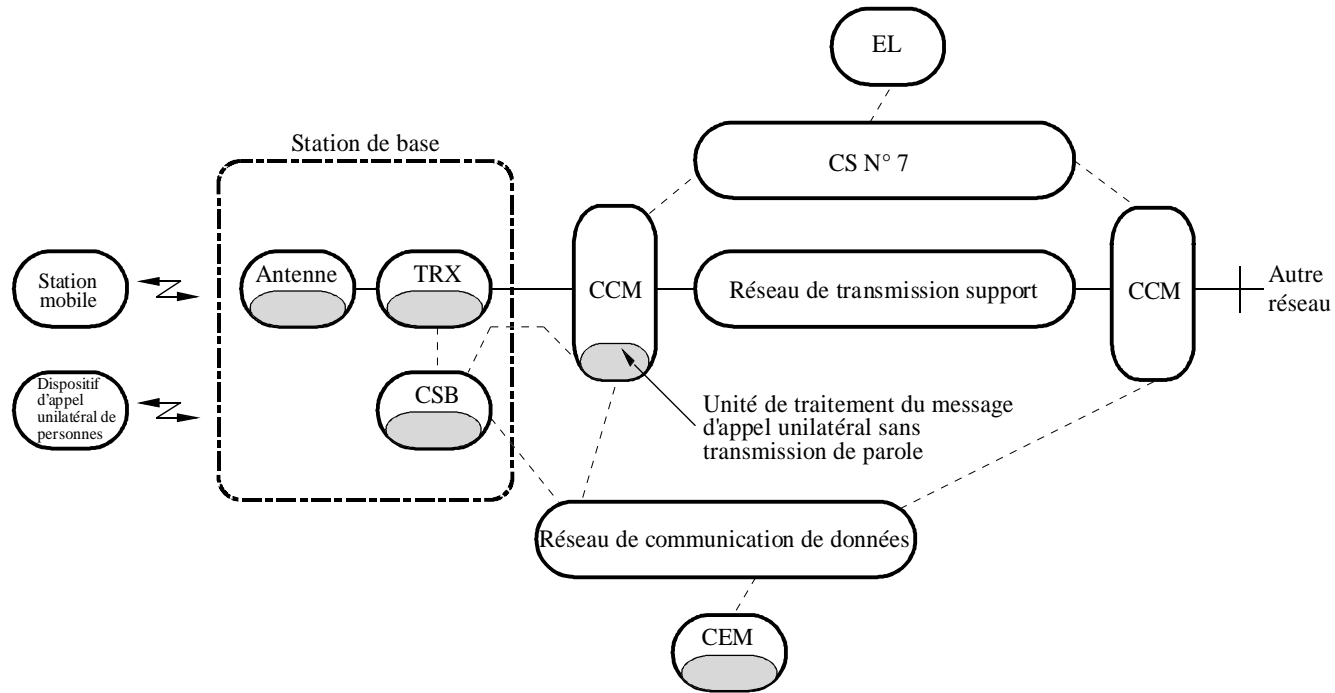 EL
Station de base
CS N° 7
Station
mobile
Antenne
TRX
CCM
Réseau de transmission support
CCM
Autre
réseau
Dispositif
d'appel
unilatéral de
personnes
CSB
Unité de traitement du message
d'appel unilatéral sans
transmission de parole
Réseau de communication de données
CEM